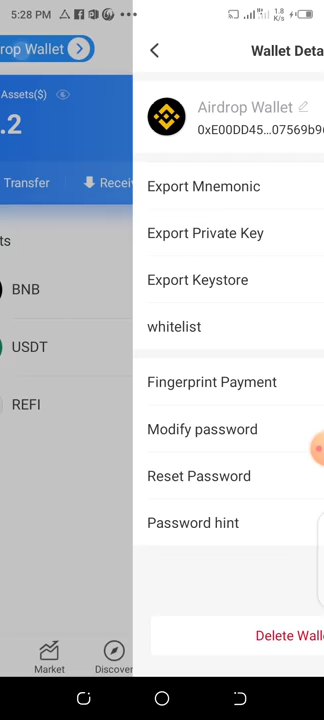 5:28 PM
1.8
K/s
drop Wallet
Assets($)
.2
Transfer
Recei
ts
BNB
USDT
REFI
Market
Discover
Wallet Deta
Airdrop Wallet
0xE00DD45...07569b9
Export Mnemonic
Export Private Key
Export Keystore
whitelist
Fingerprint Payment
Modify password
Reset Password
Password hint
Delete Walle